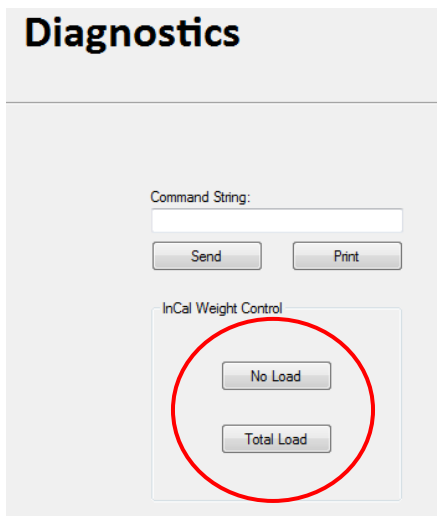 Diagnostics
Command String:
Send Print
InCal Weight Control
No Load
Total Load